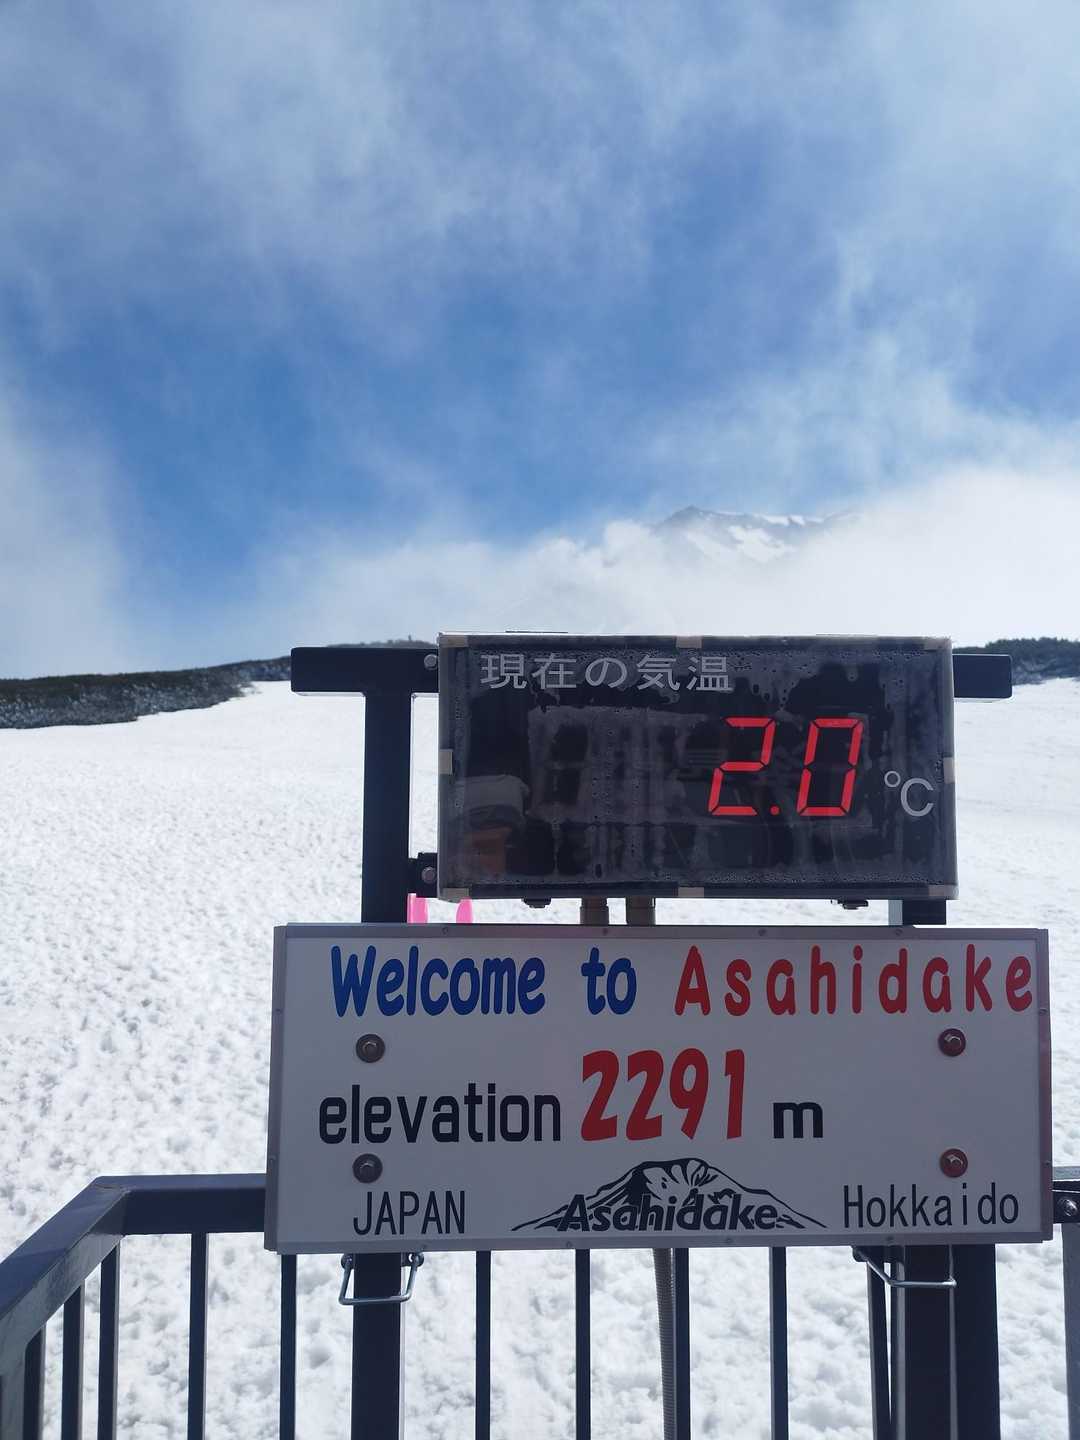 現在の気温
2.0 °C
Welcome to Asahidake
elevation 2291 m
JAPAN Asahidake Hokkaido